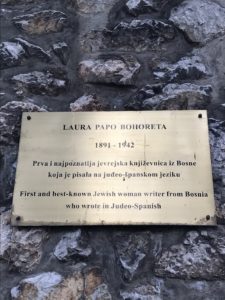 LAURA PAPO BOHORETA
1891 - 1942
Prva i najpoznatija jevrejska književnica iz Bosne
koja je pisala na judeo-španskom jeziku
First and best-known Jewish woman writer from Bosnia
who wrote in Judeo-Spanish